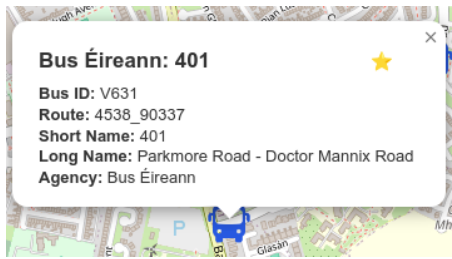 ×
Bus Éireann: 401
Bus ID: V631
Route: 4538_90337
Short Name: 401
Long Name: Parkmore Road - Doctor Mannix Road
Agency: Bus Éireann
P
Glasán